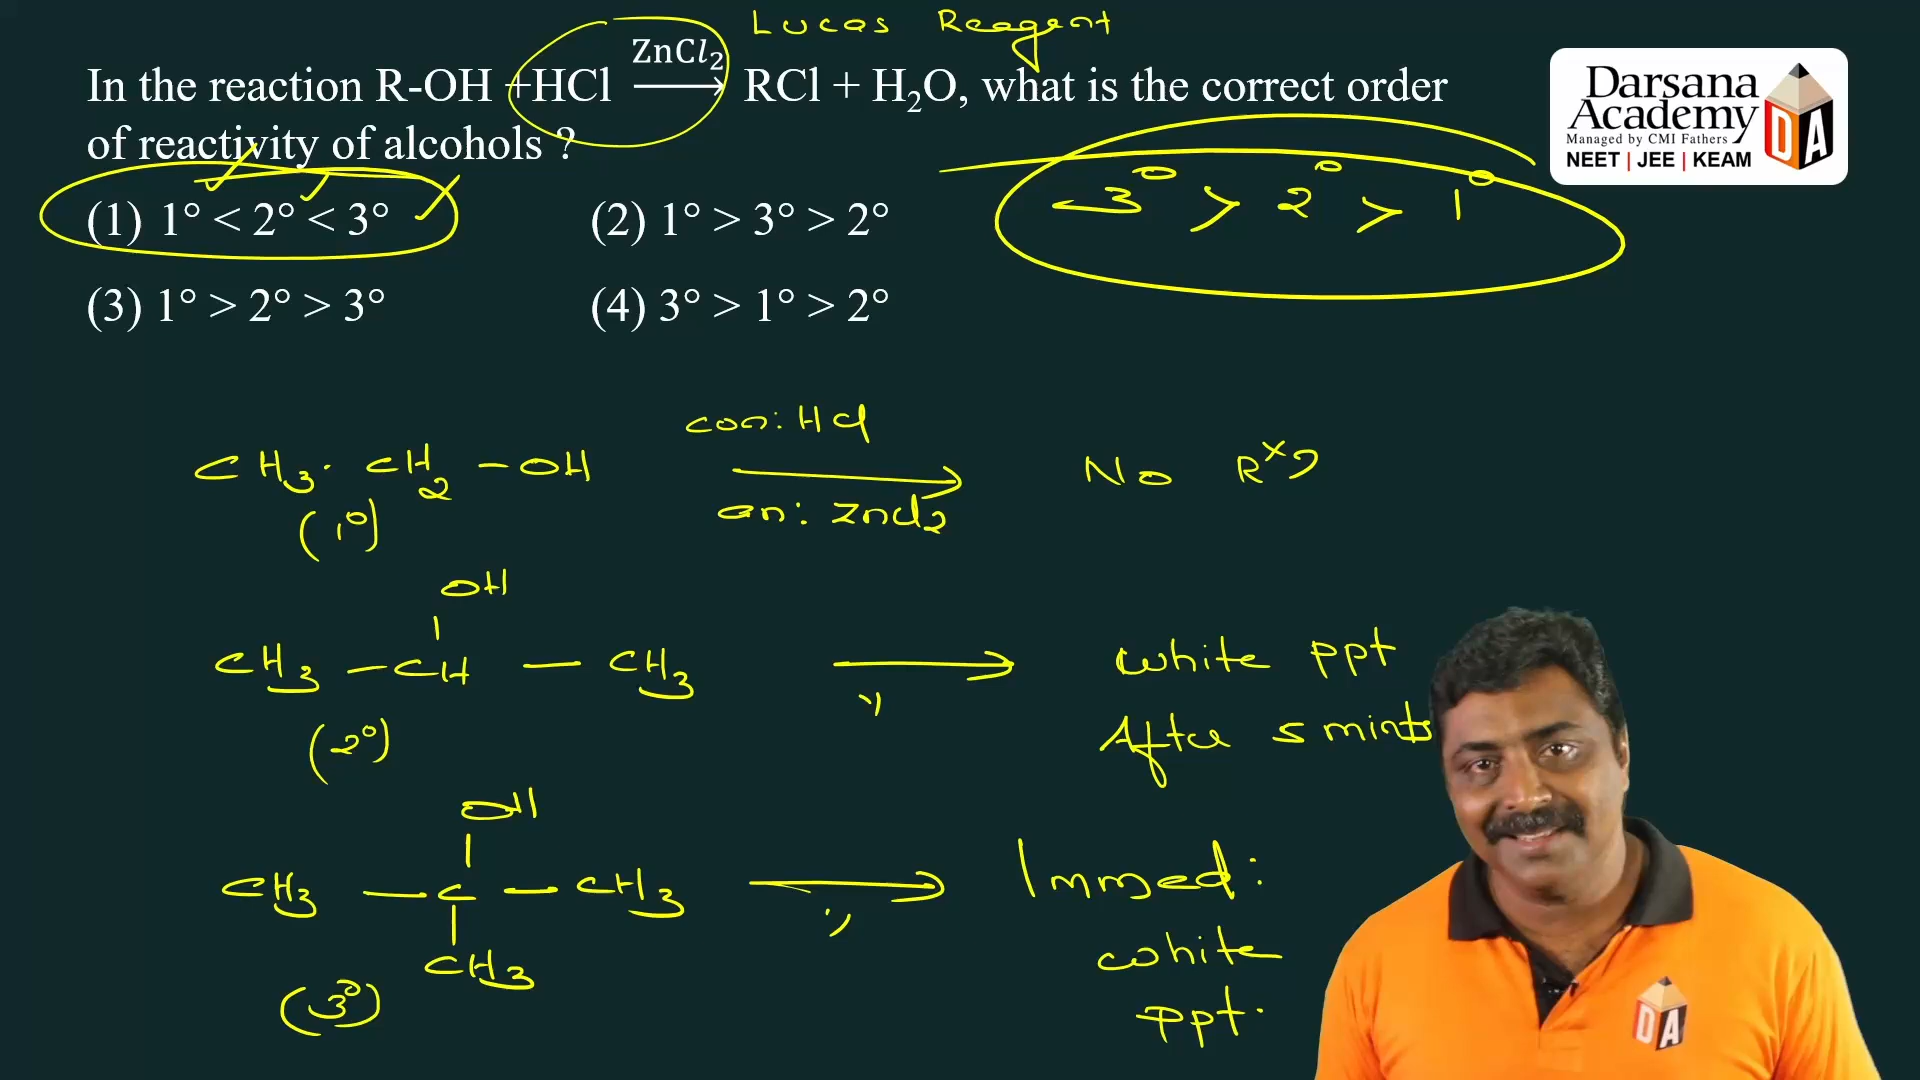 Lucas Reagent
In the reaction R-OH +HCl ZnCl₂ → RCl + H₂O, what is the correct order
of reactivity of alcohols ?
(1) 1° < 2° < 3°
(2) 1° > 3° > 2°
3° > 2° > 1°
(3) 1° > 2° > 3°
(4) 3° > 1° > 2°
Darsana
Academy
Managed by CMI Fathers
NEET | JEE | KEAM
DA
con: HCl
CH₃· CH₂ – OH → No Rxn
an: ZnCl₂
(1°)
OH
CH₃ – CH – CH₃ → White ppt
(2°)
After 5 mints
OH
CH₃ – C – CH₃ → Immed:
CH₃
white
(3°)
ppt.
DA